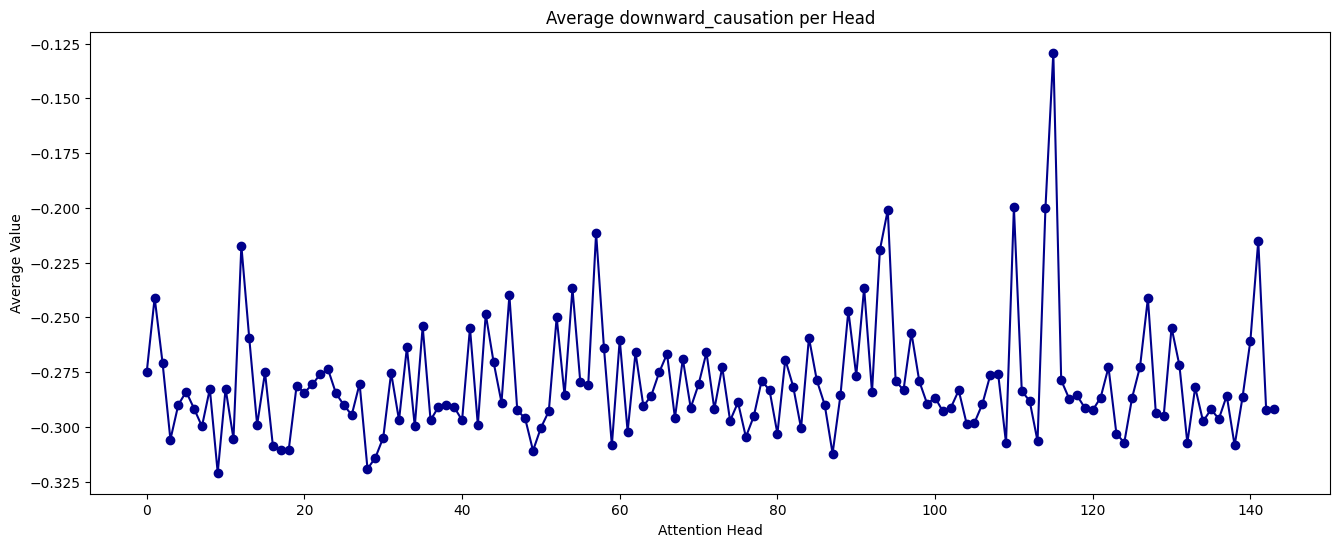 Average downward_causation per Head
−0.125
−0.150
−0.175
−0.200
−0.225
−0.250
−0.275
−0.300
−0.325
Average Value
0 20 40 60 80 100 120 140
Attention Head